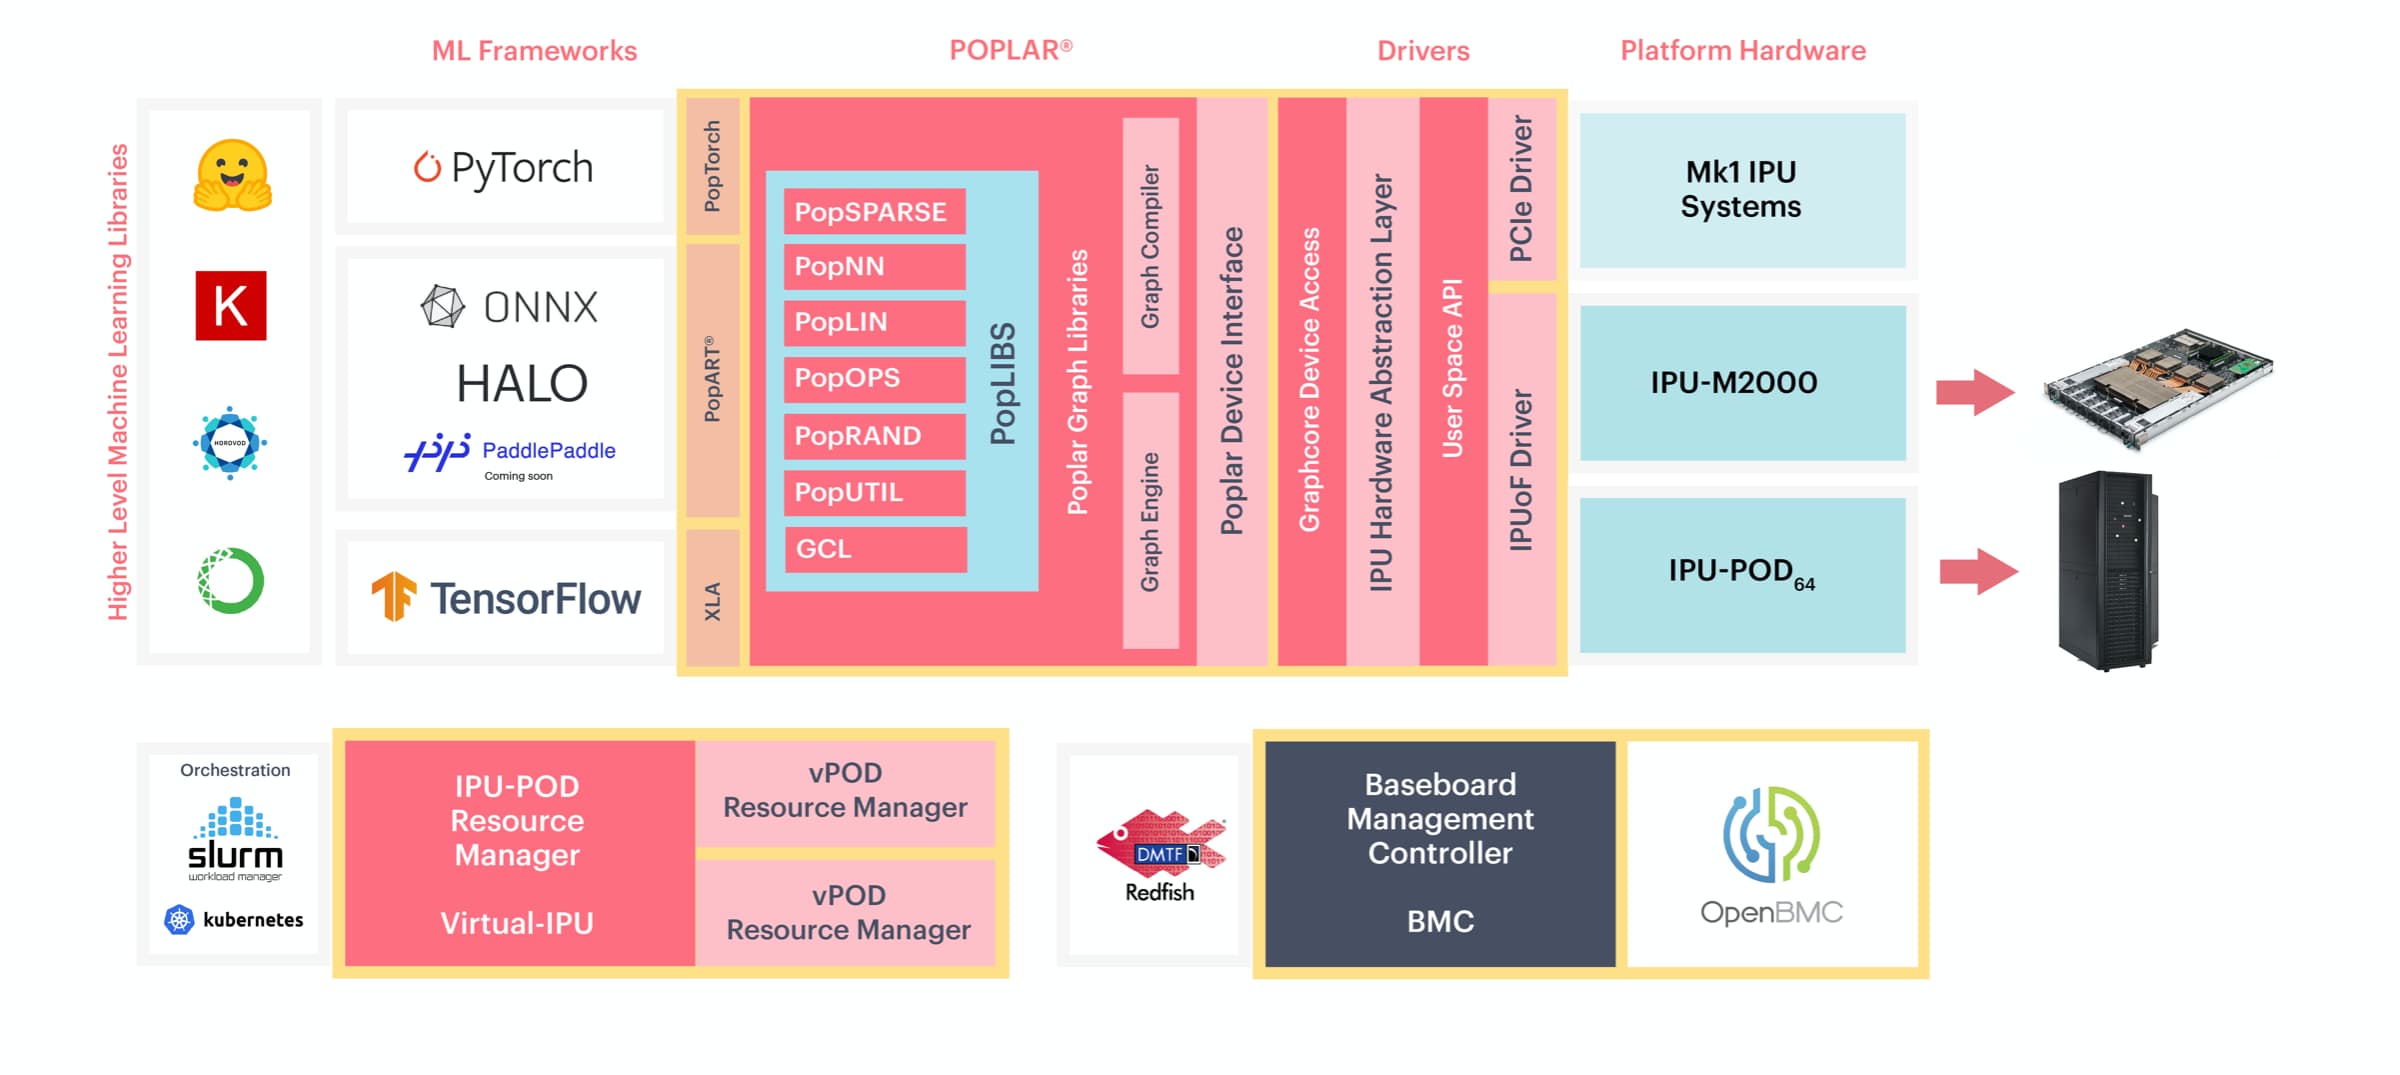 ML Frameworks
POPLAR®
Drivers
Platform Hardware
Higher Level Machine Learning Libraries
K
HOROVOD
PyTorch
ONNX
HALO
PaddlePaddle
Coming soon
TensorFlow
PopTorch
PopART®
XLA
PopSPARSE
PopNN
PopLIN
PopOPS
PopRAND
PopUTIL
GCL
PopLIBS
Poplar Graph Libraries
Graph Compiler
Graph Engine
Poplar Device Interface
Graphcore Device Access
IPU Hardware Abstraction Layer
User Space API
PCIe Driver
IPUoF Driver
Mk1 IPU
Systems
IPU-M2000
IPU-POD64
Orchestration
slurm
workload manager
kubernetes
IPU-POD
Resource
Manager
Virtual-IPU
vPOD
Resource Manager
vPOD
Resource Manager
DMTF
Redfish
Baseboard
Management
Controller
BMC
OpenBMC